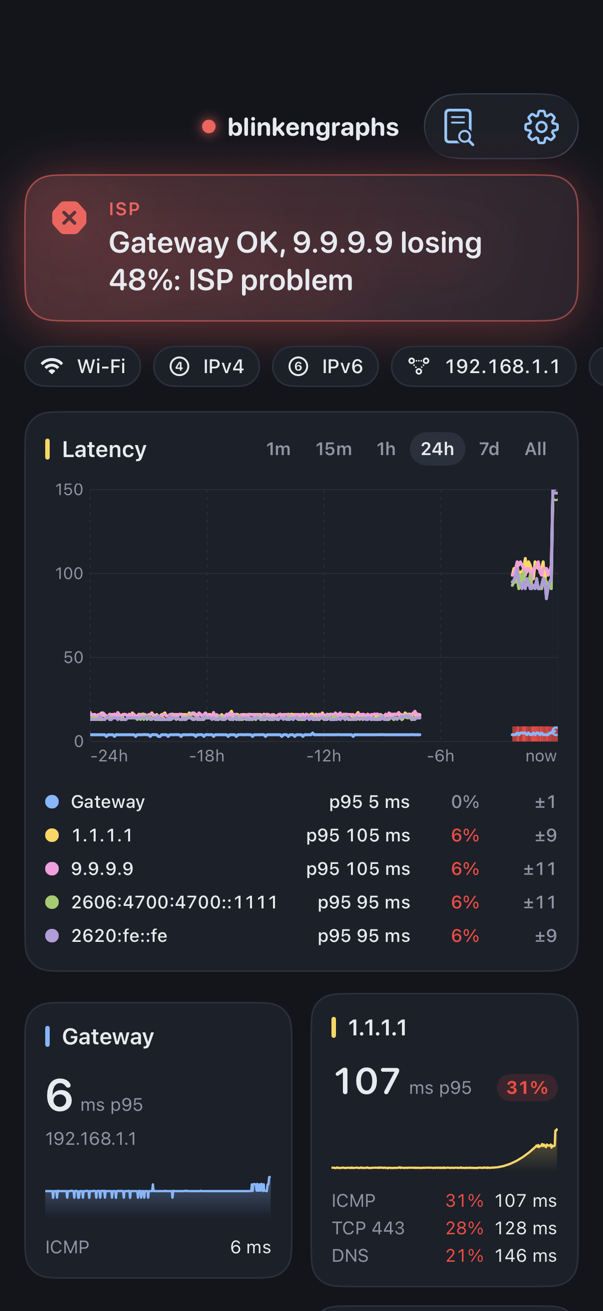 blinkengraphs
ISP
Gateway OK, 9.9.9.9 losing
48%: ISP problem
Wi-Fi
4 IPv4
6 IPv6
192.168.1.1
Latency 1m 15m 1h 24h 7d All
150
100
50
0
-24h -18h -12h -6h now
Gateway p95 5 ms 0% ±1
1.1.1.1 p95 105 ms 6% ±9
9.9.9.9 p95 105 ms 6% ±11
2606:4700:4700::1111 p95 95 ms 6% ±11
2620:fe::fe p95 95 ms 6% ±9
Gateway
6 ms p95
192.168.1.1
ICMP 6 ms
1.1.1.1
107 ms p95 31%
ICMP 31% 107 ms
TCP 443 28% 128 ms
DNS 21% 146 ms